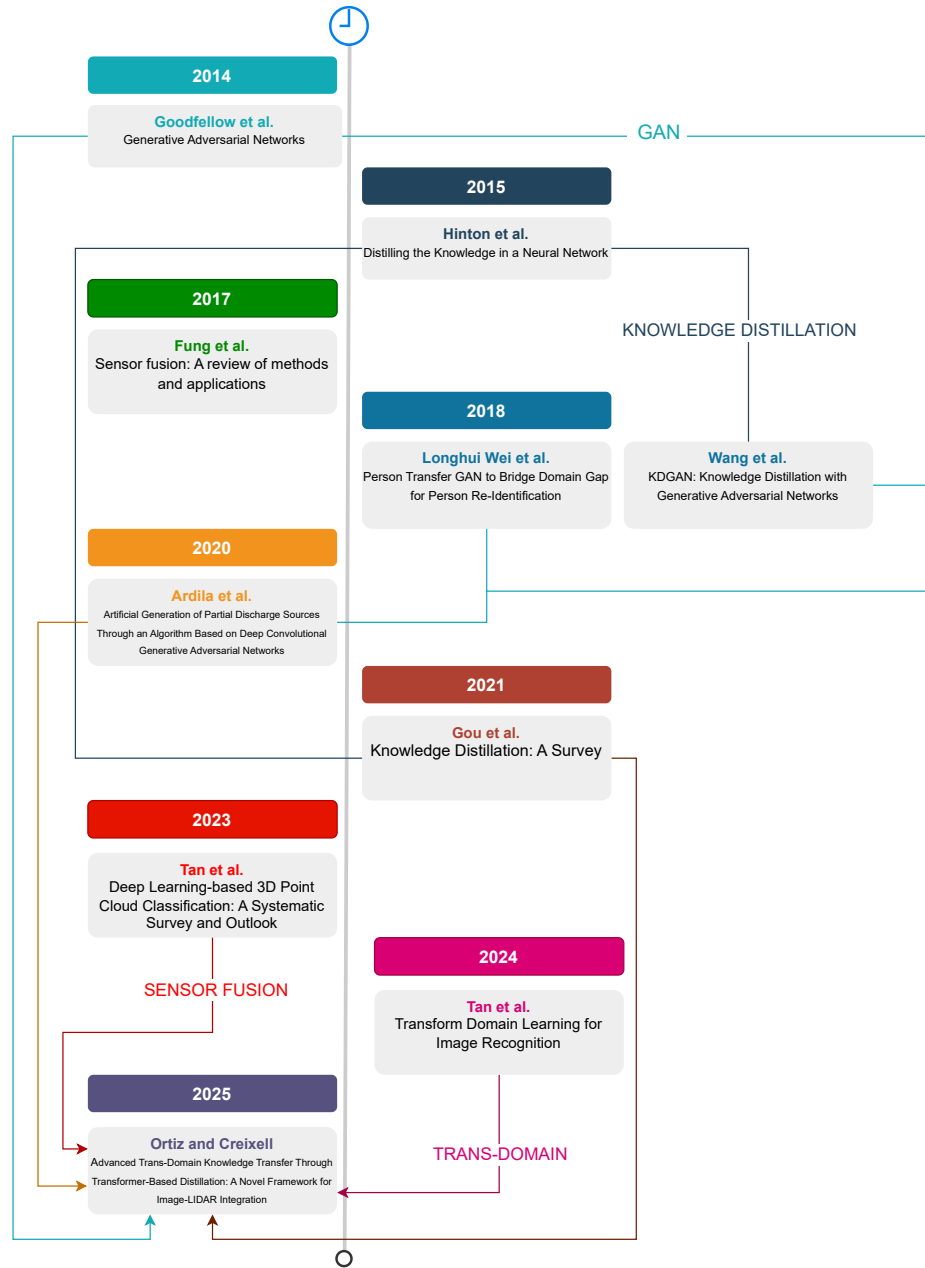 2014
Goodfellow et al.
Generative Adversarial Networks
GAN
2015
Hinton et al.
Distilling the Knowledge in a Neural Network
2017
Fung et al.
Sensor fusion: A review of methods
and applications
KNOWLEDGE DISTILLATION
2018
Longhui Wei et al.
Person Transfer GAN to Bridge Domain Gap
for Person Re-Identification
Wang et al.
KDGAN: Knowledge Distillation with
Generative Adversarial Networks
2020
Ardila et al.
Artificial Generation of Partial Discharge Sources
Through an Algorithm Based on Deep Convolutional
Generative Adversarial Networks
2021
Gou et al.
Knowledge Distillation: A Survey
2023
Tan et al.
Deep Learning-based 3D Point
Cloud Classification: A Systematic
Survey and Outlook
SENSOR FUSION
2024
Tan et al.
Transform Domain Learning for
Image Recognition
TRANS-DOMAIN
2025
Ortiz and Creixell
Advanced Trans-Domain Knowledge Transfer Through
Transformer-Based Distillation: A Novel Framework for
Image-LIDAR Integration